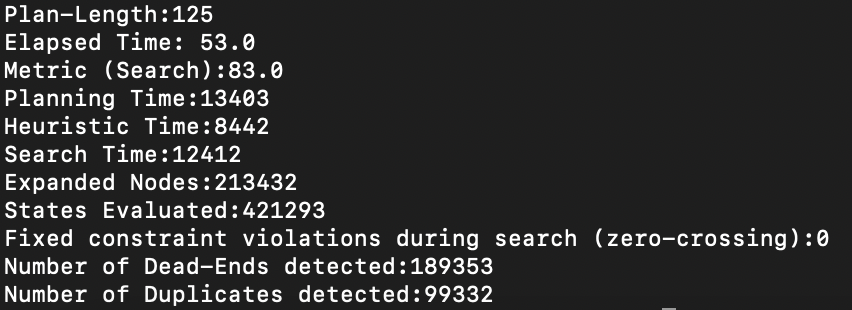 Plan-Length:125
Elapsed Time: 53.0
Metric (Search):83.0
Planning Time:13403
Heuristic Time:8442
Search Time:12412
Expanded Nodes:213432
States Evaluated:421293
Fixed constraint violations during search (zero-crossing):0
Number of Dead-Ends detected:189353
Number of Duplicates detected:99332